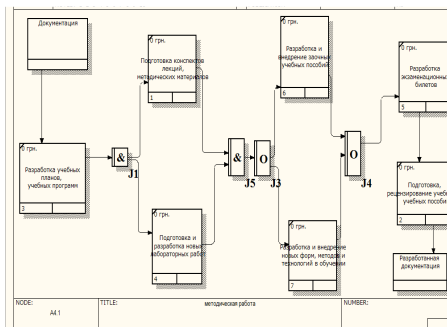 Документация
0 грн.
Подготовка конспектов
лекций,
методических материалов
1
0 грн.
Разработка и
внедрение заочных
учебных пособий
6
0 грн.
Разработка
экзаменационны
билетов
5
0 грн.
Разработка учебных
планов,
учебных программ
3
&
J1
&
J5
O
J3
O
J4
0 грн.
Подготовка и
разработка новых
лабораторных работ
4
0 грн.
Разработка и внедрение
новых форм, методов и
технологий в обучении
7
0 грн.
Подготовка,
рецензирование учебн
учебных пособи
2
Разработанная
документация
NODE:
A4.1
TITLE:
методическая работа
NUMBER: